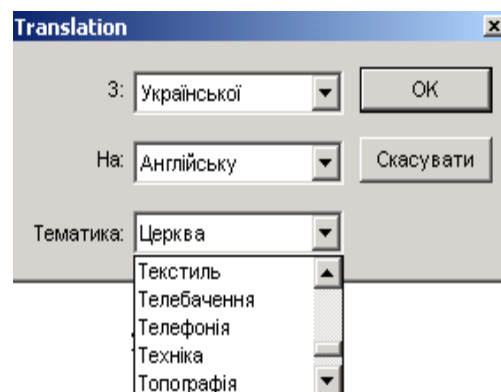 Translation
З: Української OK
На: Англійську Скасувати
Тематика: Церква
Текстиль
Телебачення
Телефонія
Техніка
Топографія